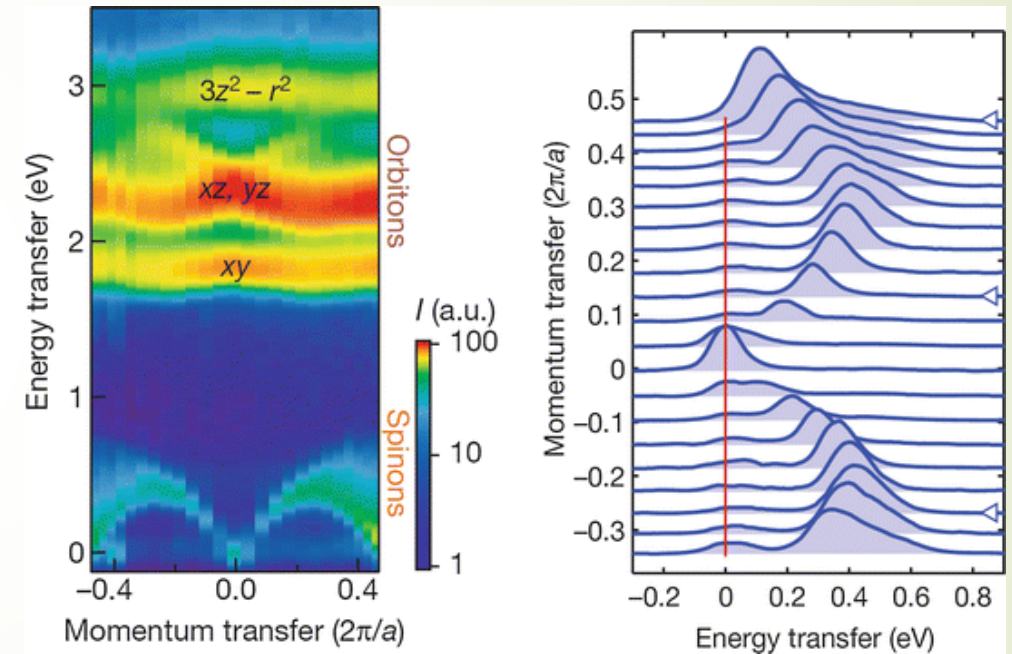 3z² – r²
xz, yz
xy
Orbitons
Spinons
3
2
1
0
Energy transfer (eV)
–0.4
0.0
0.4
Momentum transfer (2π/a)
I (a.u.)
100
10
1
0.5
0.4
0.3
0.2
0.1
0
–0.1
–0.2
–0.3
Momentum transfer (2π/a)
–0.2
0
0.2
0.4
0.6
0.8
Energy transfer (eV)